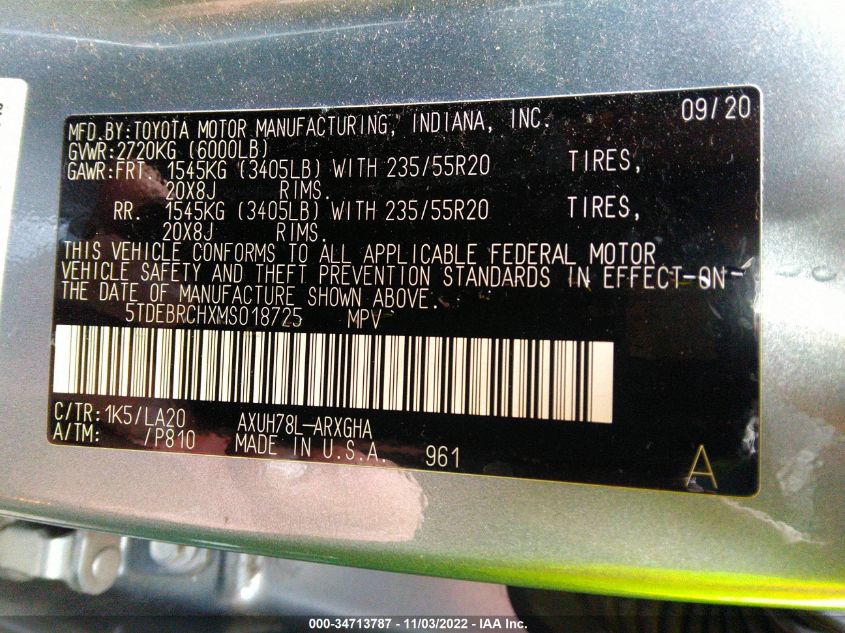 09/20
MFD.BY:TOYOTA MOTOR MANUFACTURING, INDIANA, INC.
GVWR:2720KG (6000LB)
GAWR:FRT. 1545KG (3405LB) WITH 235/55R20 TIRES,
20X8J RIMS.
RR. 1545KG (3405LB) WITH 235/55R20 TIRES,
20X8J RIMS.
THIS VEHICLE CONFORMS TO ALL APPLICABLE FEDERAL MOTOR
VEHICLE SAFETY AND THEFT PREVENTION STANDARDS IN EFFECT ON
THE DATE OF MANUFACTURE SHOWN ABOVE.
5TDEBRCHXMS018725 MPV
C/TR:1K5/LA20 AXUH78L-ARXGHA
A/TM: /P810 MADE IN U.S.A. 961 A
000-34713787 - 11/03/2022 - IAA Inc.